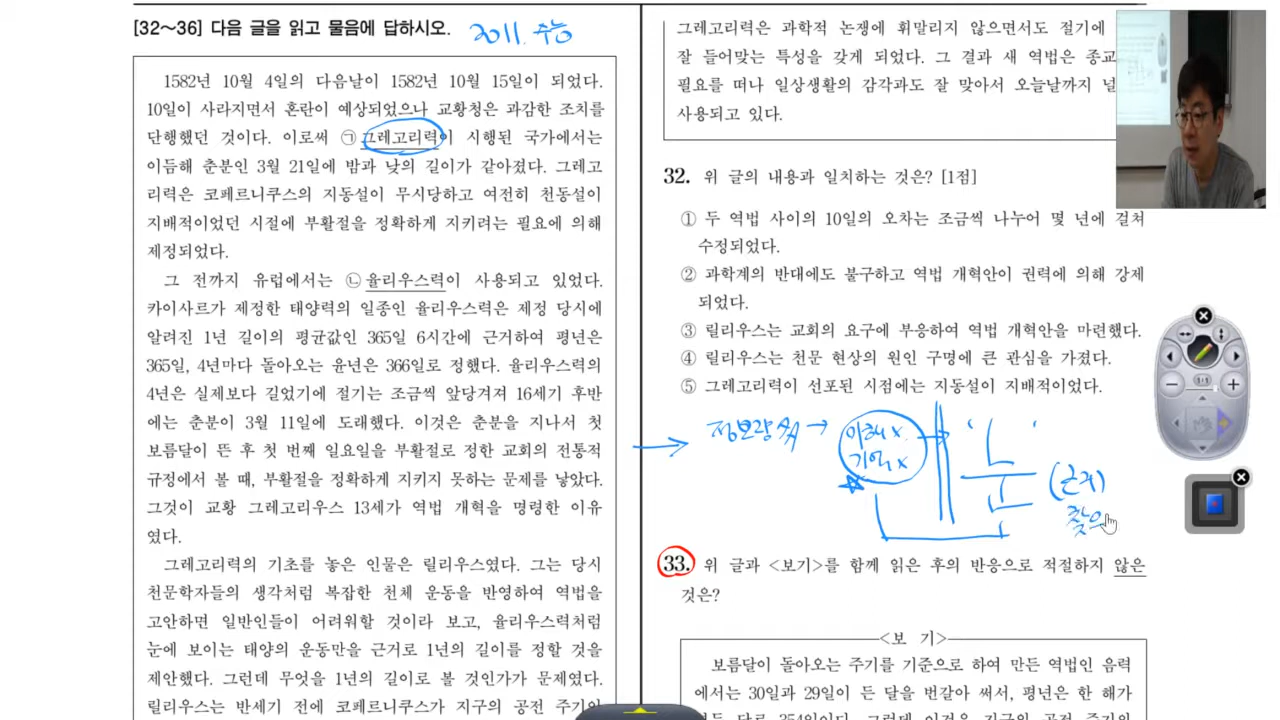 [32~36] 다음 글을 읽고 물음에 답하시오.
2011. 수능
1582년 10월 4일의 다음날이 1582년 10월 15일이 되었다.
10일이 사라지면서 혼란이 예상되었으나 교황청은 과감한 조치를
단행했던 것이다. 이로써 ㉠ 그레고리력이 시행된 국가에서는
이듬해 춘분인 3월 21일에 밤과 낮의 길이가 같아졌다. 그레고
리력은 코페르니쿠스의 지동설이 무시당하고 여전히 천동설이
지배적이었던 시절에 부활절을 정확하게 지키려는 필요에 의해
제정되었다.
그 전까지 유럽에서는 ㉡ 율리우스력이 사용되고 있었다.
카이사르가 제정한 태양력의 일종인 율리우스력은 제정 당시에
알려진 1년 길이의 평균값인 365일 6시간에 근거하여 평년은
365일, 4년마다 돌아오는 윤년은 366일로 정했다. 율리우스력의
4년은 실제보다 길었기에 절기는 조금씩 앞당겨져 16세기 후반
에는 춘분이 3월 11일에 도래했다. 이것은 춘분을 지나서 첫
보름달이 뜬 후 첫 번째 일요일을 부활절로 정한 교회의 전통적
규정에서 볼 때, 부활절을 정확하게 지키지 못하는 문제를 낳았다.
그것이 교황 그레고리우스 13세가 역법 개혁을 명령한 이유
였다.
그레고리력의 기초를 놓은 인물은 릴리우스였다. 그는 당시
천문학자들의 생각처럼 복잡한 천체 운동을 반영하여 역법을
고안하면 일반인들이 어려워할 것이라 보고, 율리우스력처럼
눈에 보이는 태양의 운동만을 근거로 1년의 길이를 정할 것을
제안했다. 그런데 무엇을 1년의 길이로 볼 것인가가 문제였다.
릴리우스는 반세기 전에 코페르니쿠스가 지구의 공전 주기인
그레고리력은 과학적 논쟁에 휘말리지 않으면서도 절기에
잘 들어맞는 특성을 갖게 되었다. 그 결과 새 역법은 종교
필요를 떠나 일상생활의 감각과도 잘 맞아서 오늘날까지 널
사용되고 있다.
32. 위 글의 내용과 일치하는 것은? [1점]
① 두 역법 사이의 10일의 오차는 조금씩 나누어 몇 년에 걸쳐
수정되었다.
② 과학계의 반대에도 불구하고 역법 개혁안이 권력에 의해 강제
되었다.
③ 릴리우스는 교회의 요구에 부응하여 역법 개혁안을 마련했다.
④ 릴리우스는 천문 현상의 원인 구명에 큰 관심을 가졌다.
⑤ 그레고리력이 선포된 시점에는 지동설이 지배적이었다.
정보량 → 이해 x
기억 x
눈
(근거)
33. 위 글과 <보기>를 함께 읽은 후의 반응으로 적절하지 않은
것은?
<보 기>
보름달이 돌아오는 주기를 기준으로 하여 만든 역법인 음력
에서는 30일과 29일이 든 달을 번갈아 써서, 평년은 한 해가